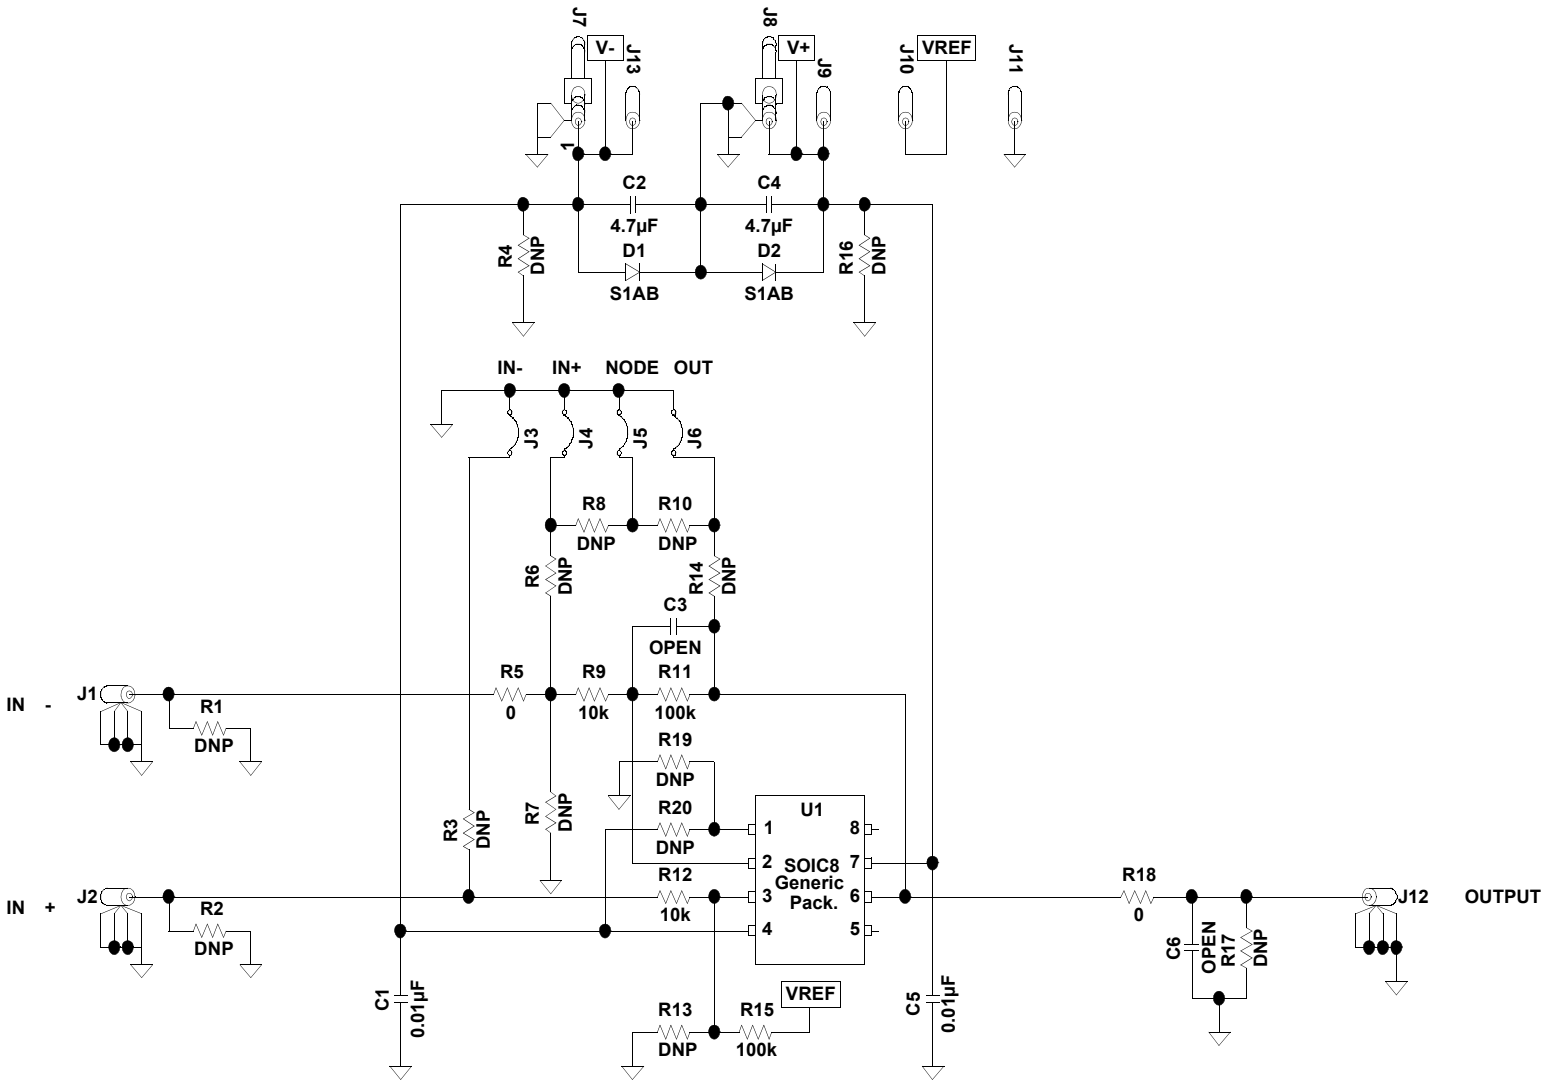 J7
V-
J13
J8
V+
J9
J10
VREF
J11
1
C2
4.7µF
D1
S1AB
C4
4.7µF
D2
S1AB
R4
DNP
R16
DNP
IN- IN+ NODE OUT
J3
J4
J5
J6
R8
DNP
R10
DNP
R6
DNP
R14
DNP
C3
OPEN
IN -
J1
R1
DNP
R5
0
R9
10k
R11
100k
R19
DNP
R20
DNP
R3
DNP
R7
DNP
U1
SOIC8
Generic
Pack.
1
2
3
4
8
7
6
5
IN +
J2
R2
DNP
R12
10k
R18
0
J12
OUTPUT
C6
OPEN
R17
DNP
C1
0.01µF
R13
DNP
R15
100k
VREF
C5
0.01µF